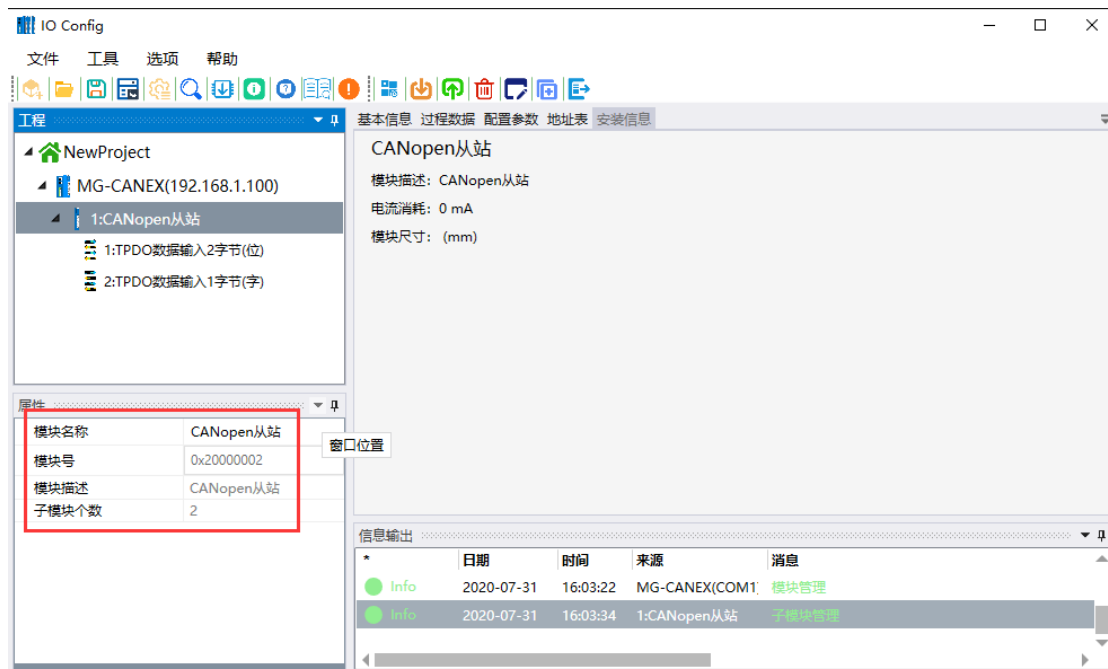 IO Config
文件 工具 选项 帮助
工程
NewProject
MG-CANEX(192.168.1.100)
1:CANopen从站
1:TPDO数据输入2字节(位)
2:TPDO数据输入1字节(字)
属性
模块名称 CANopen从站
模块号 0x20000002
模块描述 CANopen从站
子模块个数 2
窗口位置
基本信息 过程数据 配置参数 地址表 安装信息
CANopen从站
模块描述：CANopen从站
电流消耗：0 mA
模块尺寸： (mm)
信息输出
* 日期 时间 来源 消息
Info 2020-07-31 16:03:22 MG-CANEX(COM1) 模块管理
Info 2020-07-31 16:03:34 1:CANopen从站 子模块管理